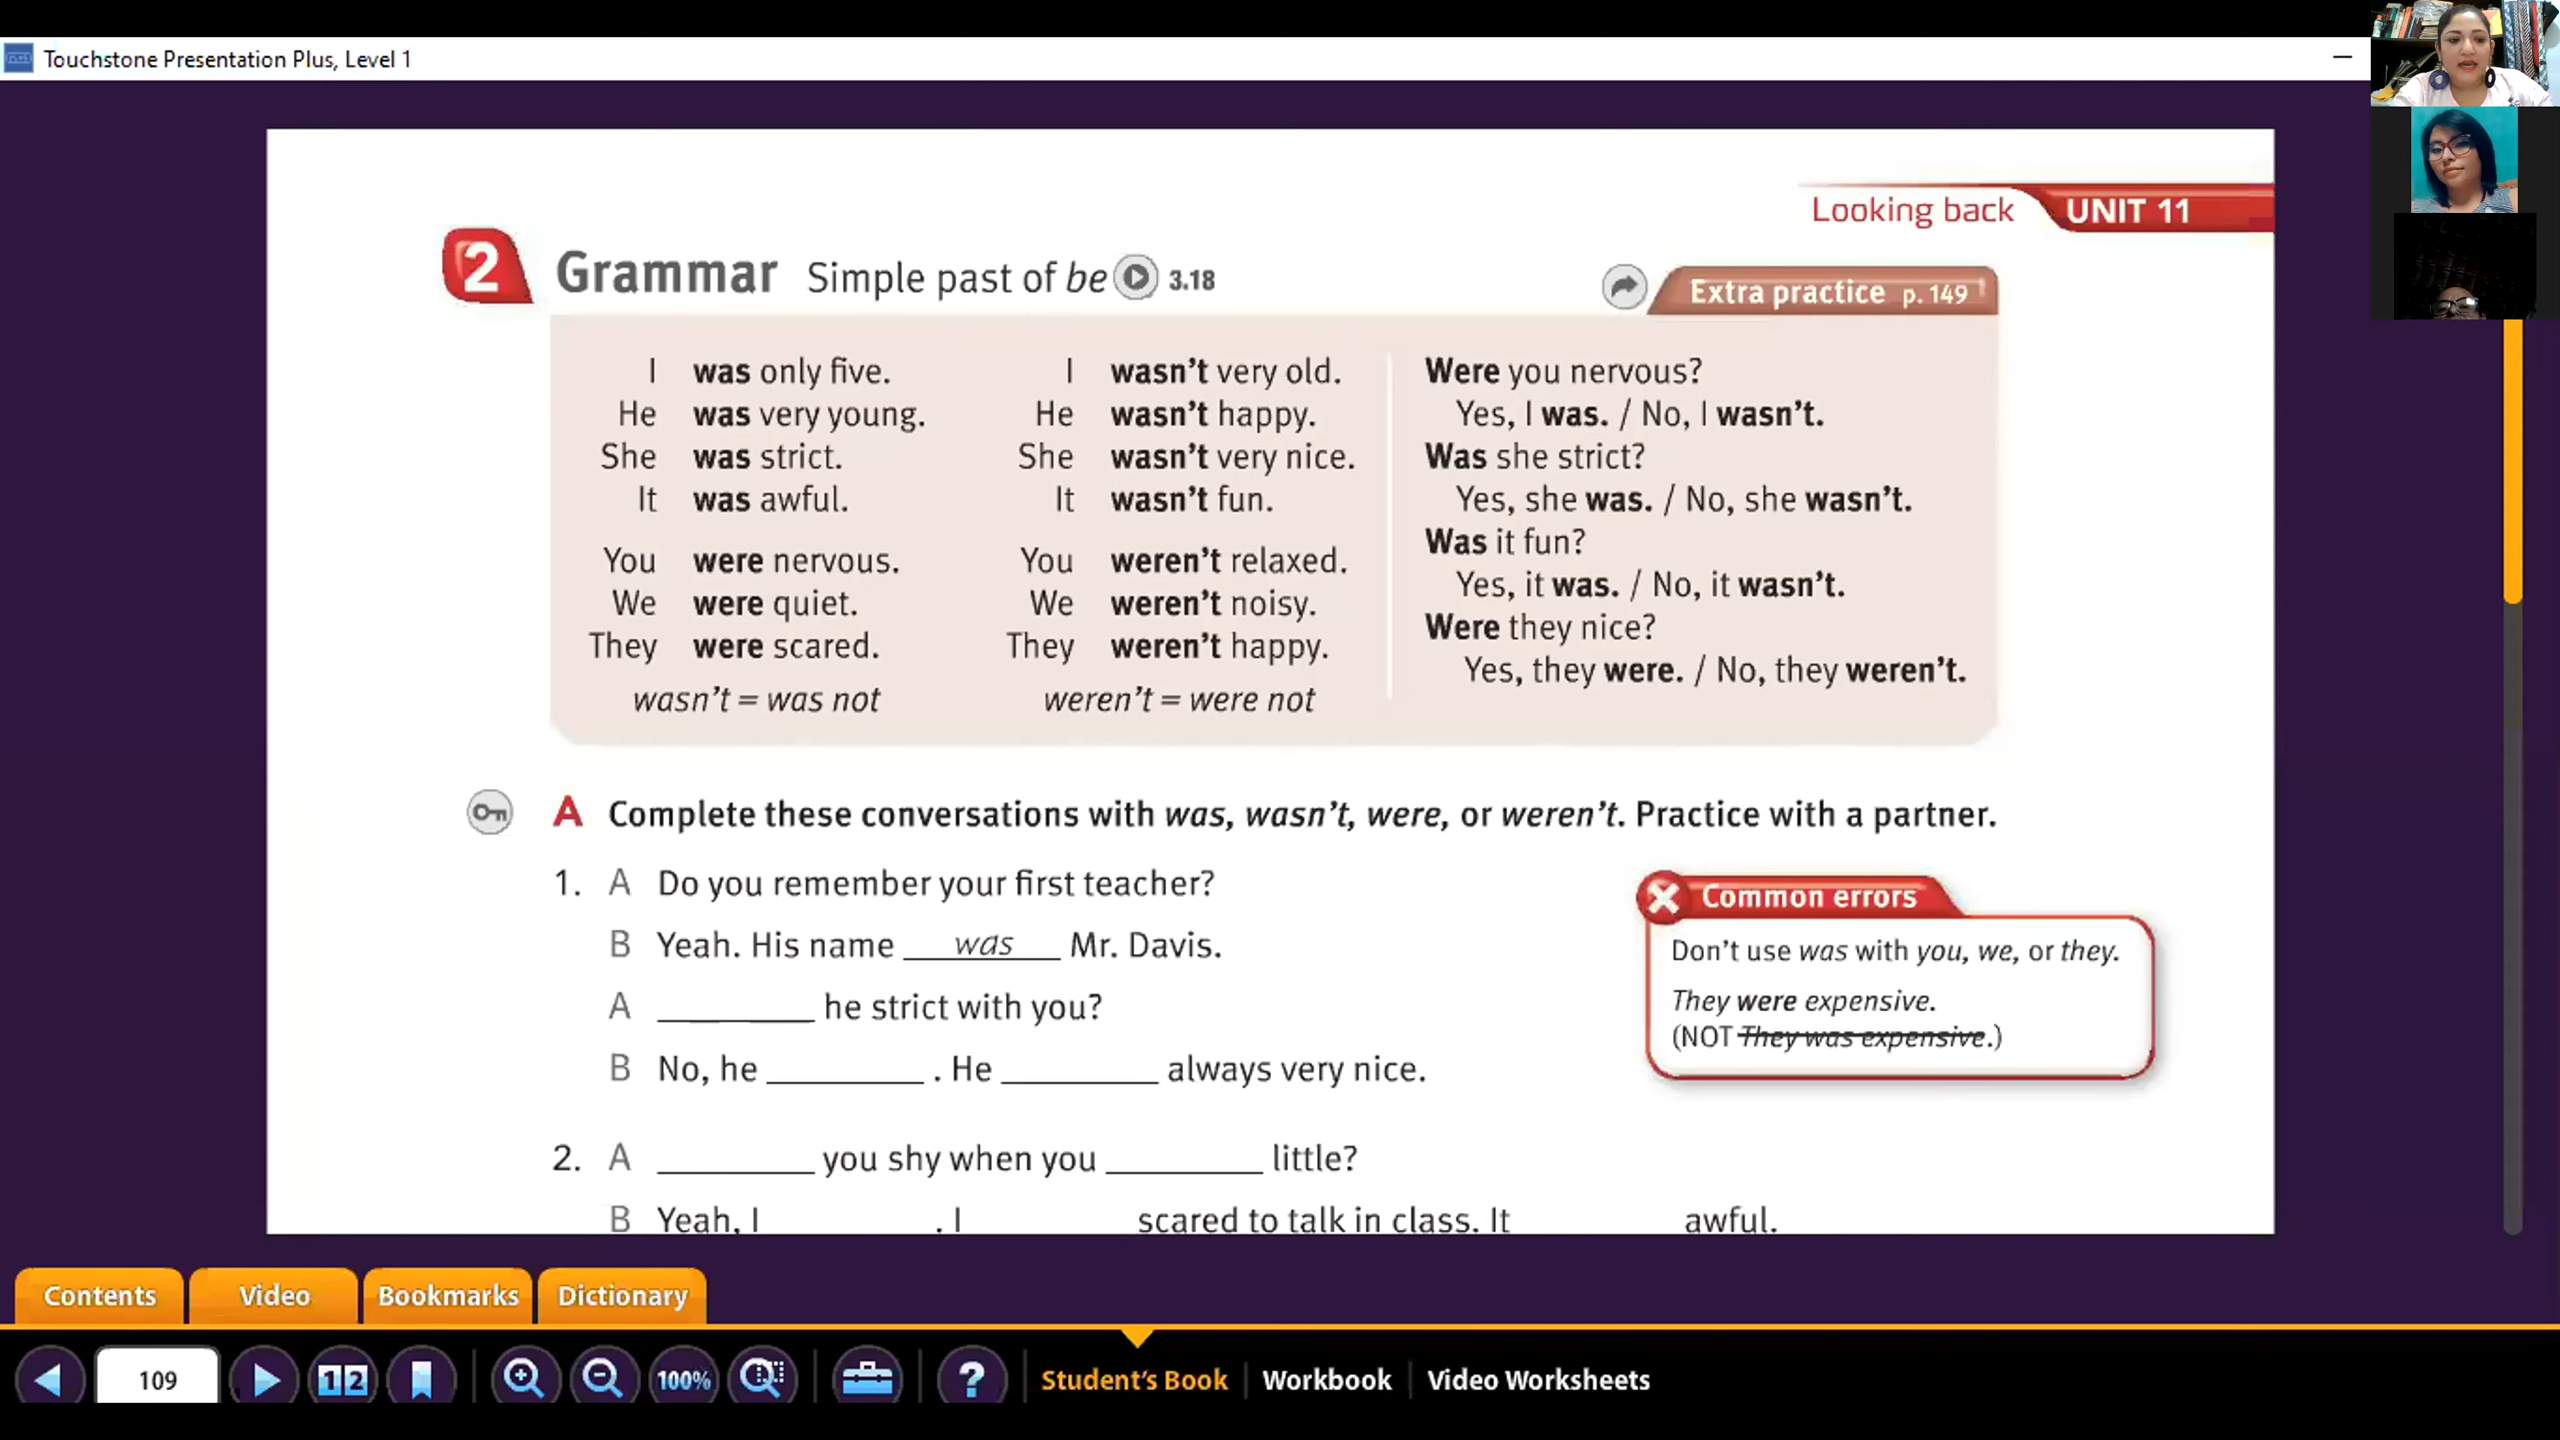 Touchstone Presentation Plus, Level 1
Looking back UNIT 11
2 Grammar Simple past of be 3.18
Extra practice p. 149
I was only five.
He was very young.
She was strict.
It was awful.
You were nervous.
We were quiet.
They were scared.
wasn't = was not
I wasn't very old.
He wasn't happy.
She wasn't very nice.
It wasn't fun.
You weren't relaxed.
We weren't noisy.
They weren't happy.
weren't = were not
Were you nervous?
Yes, I was. / No, I wasn't.
Was she strict?
Yes, she was. / No, she wasn't.
Was it fun?
Yes, it was. / No, it wasn't.
Were they nice?
Yes, they were. / No, they weren't.
A Complete these conversations with was, wasn't, were, or weren't. Practice with a partner.
1. A Do you remember your first teacher?
B Yeah. His name was Mr. Davis.
A ________ he strict with you?
B No, he ________ . He ________ always very nice.
2. A ________ you shy when you ________ little?
B Yeah, I . I scared to talk in class. It awful.
Common errors
Don't use was with you, we, or they.
They were expensive.
(NOT They was expensive.)
Contents Video Bookmarks Dictionary
109 1 2 100% ? Student's Book Workbook Video Worksheets